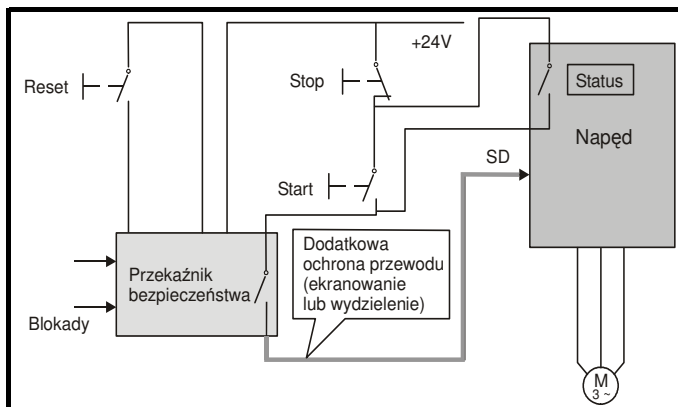 +24V
Reset
Stop
Status
Napęd
SD
Start
Dodatkowa
ochrona przewodu
(ekranowanie
lub wydzielenie)
Przekaźnik
bezpieczeństwa
Blokady
M
3 ~